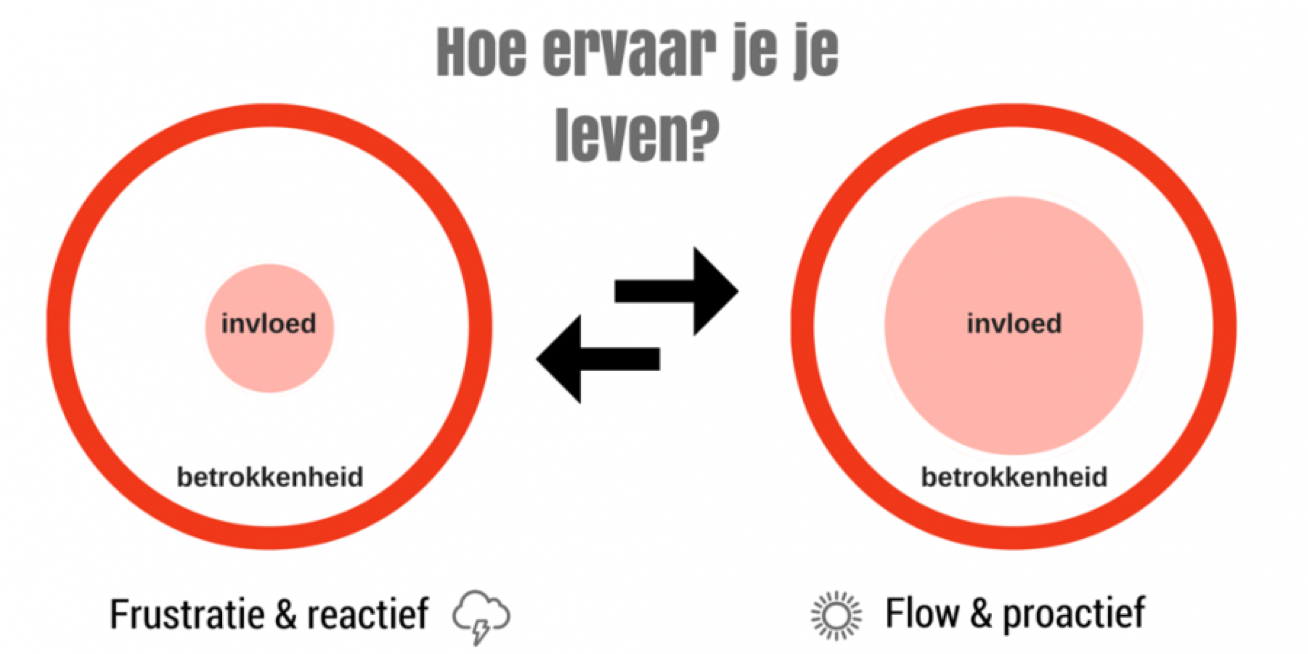 Hoe ervaar je je
leven?
invloed
betrokkenheid
invloed
betrokkenheid
Frustratie & reactief
Flow & proactief